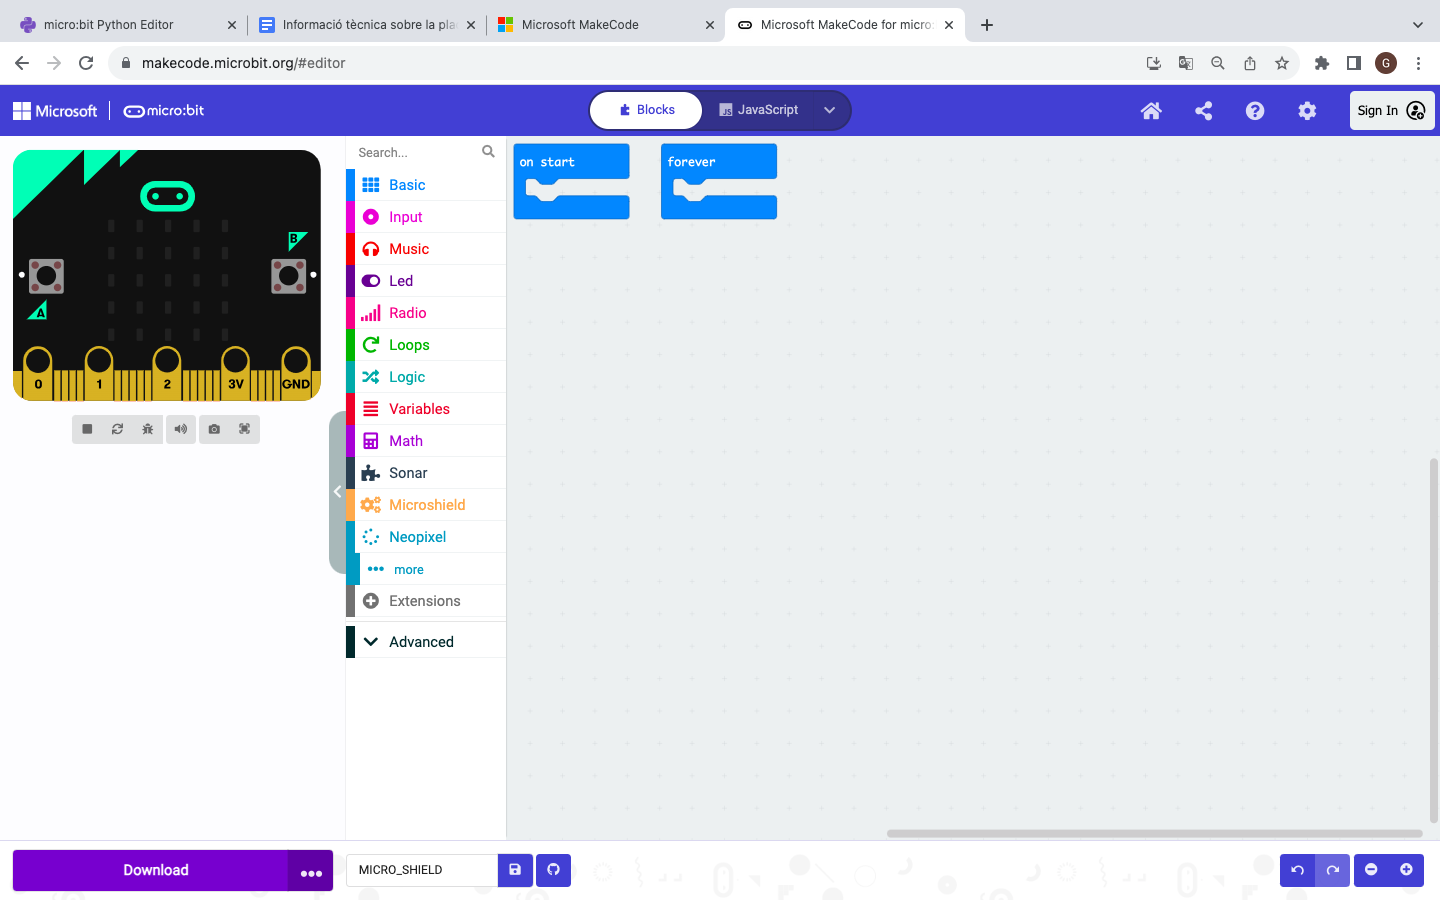 micro:bit Python Editor
Informació tècnica sobre la pla
Microsoft MakeCode
Microsoft MakeCode for micro:
makecode.microbit.org/#editor
G
Microsoft
micro:bit
Blocks
JS JavaScript
Sign In
B
A
0
1
2
3V
GND
Search...
Basic
Input
Music
Led
Radio
Loops
Logic
Variables
Math
Sonar
Microshield
Neopixel
more
Extensions
Advanced
on start
forever
Download
MICRO_SHIELD